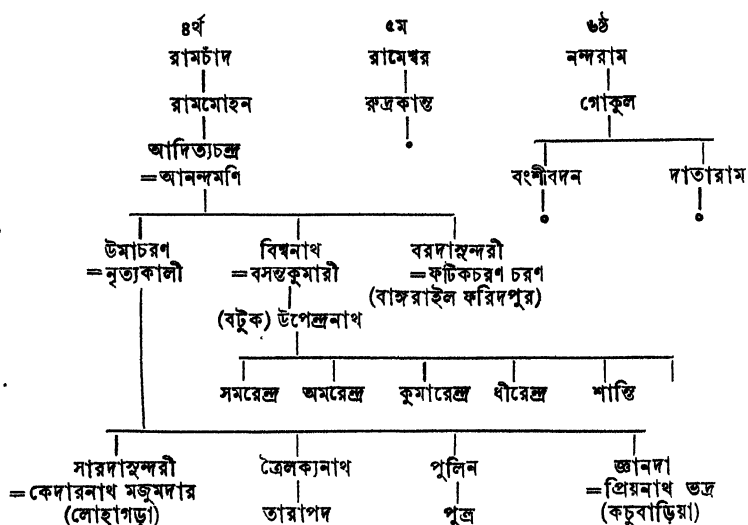 ৪র্থ ৫ম ৬ষ্ঠ
রামচাঁদ রামেশ্বর নন্দরাম
রামমোহন রুদ্রকান্ত গোকুল
আদিত্যচন্দ্র
=আনন্দমণি বংশীবদন দাতারাম
উমাচরণ বিশ্বনাথ বরদাসুন্দরী
=নৃত্যকালী =বসন্তকুমারী =ফটিকচরণ চরণ
(বাঙ্গরাইল ফরিদপুর)
(বটুক) উপেন্দ্রনাথ
সমরেন্দ্র অমরেন্দ্র কুমারেন্দ্র ধীরেন্দ্র শান্তি
সারদাসুন্দরী ত্রৈলক্যনাথ পুলিন জ্ঞানদা
=কেদারনাথ মজুমদার =প্রিয়নাথ ভদ্র
(লোহাগড়া) তারাপদ পুত্র (কচুবাড়িয়া)